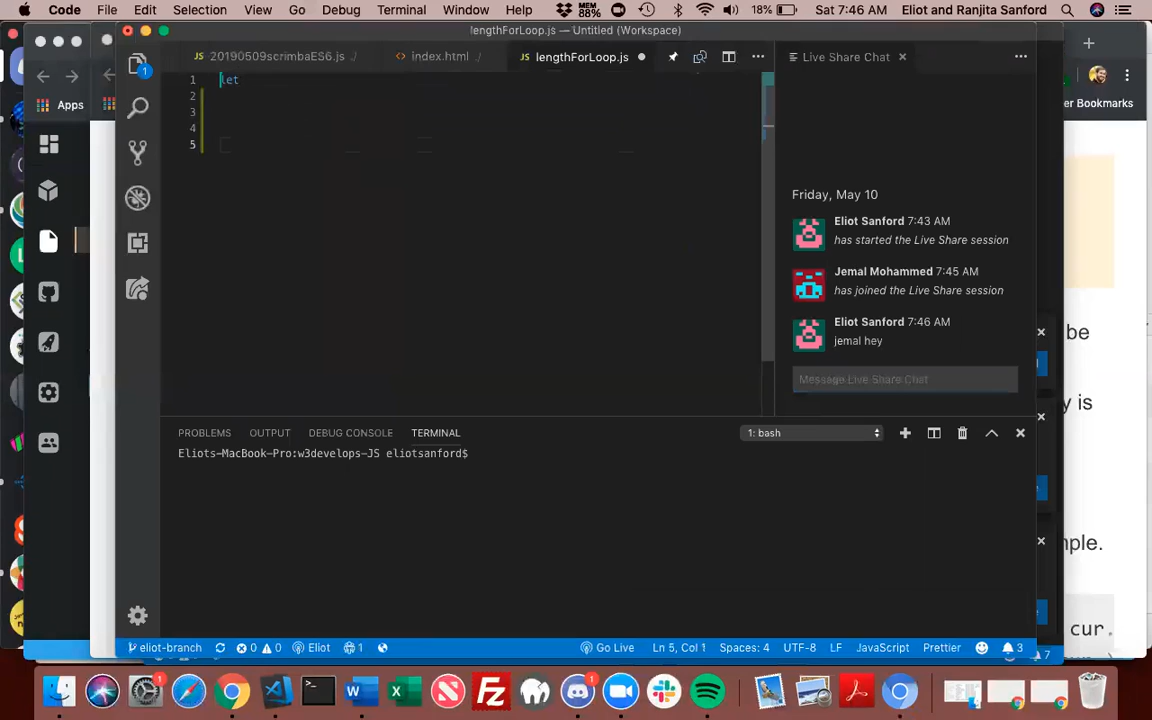 Code File Edit Selection View Go Debug Terminal Window Help MEM 88% 18% Sat 7:46 AM Eliot and Ranjita Sanford
lengthForLoop.js — Untitled (Workspace)
JS 20190509scrimbaES6.js <> index.html JS lengthForLoop.js Live Share Chat
Apps
er Bookmarks
1 let
2
3
4
5
1
Friday, May 10
Eliot Sanford 7:43 AM
has started the Live Share session
Jemal Mohammed 7:45 AM
has joined the Live Share session
Eliot Sanford 7:46 AM
jemal hey
Message Live Share Chat
be
y is
mple.
cur.
PROBLEMS OUTPUT DEBUG CONSOLE TERMINAL 1: bash
Eliots-MacBook-Pro:w3develops-JS eliotsanford$
eliot-branch 0 0 Eliot 1 Go Live Ln 5, Col 1 Spaces: 4 UTF-8 LF JavaScript Prettier 3
7
1
1